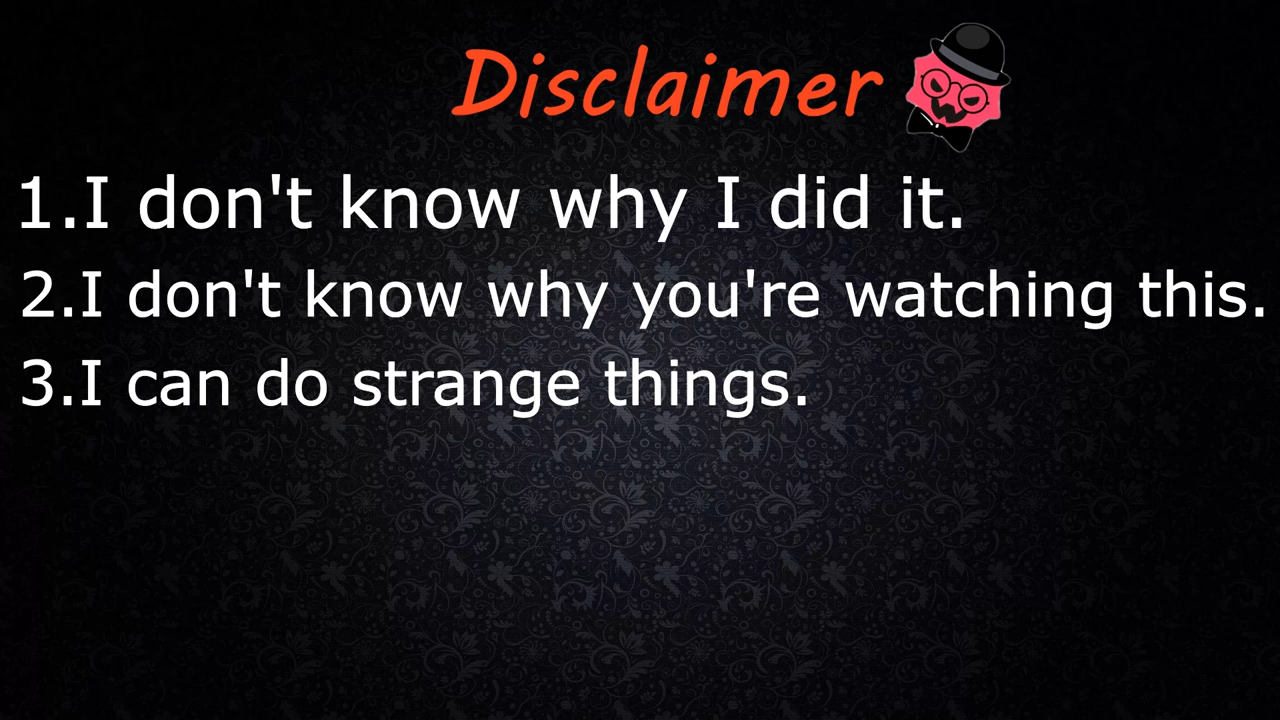 Disclaimer
1.I don't know why I did it.
2.I don't know why you're watching this.
3.I can do strange things.